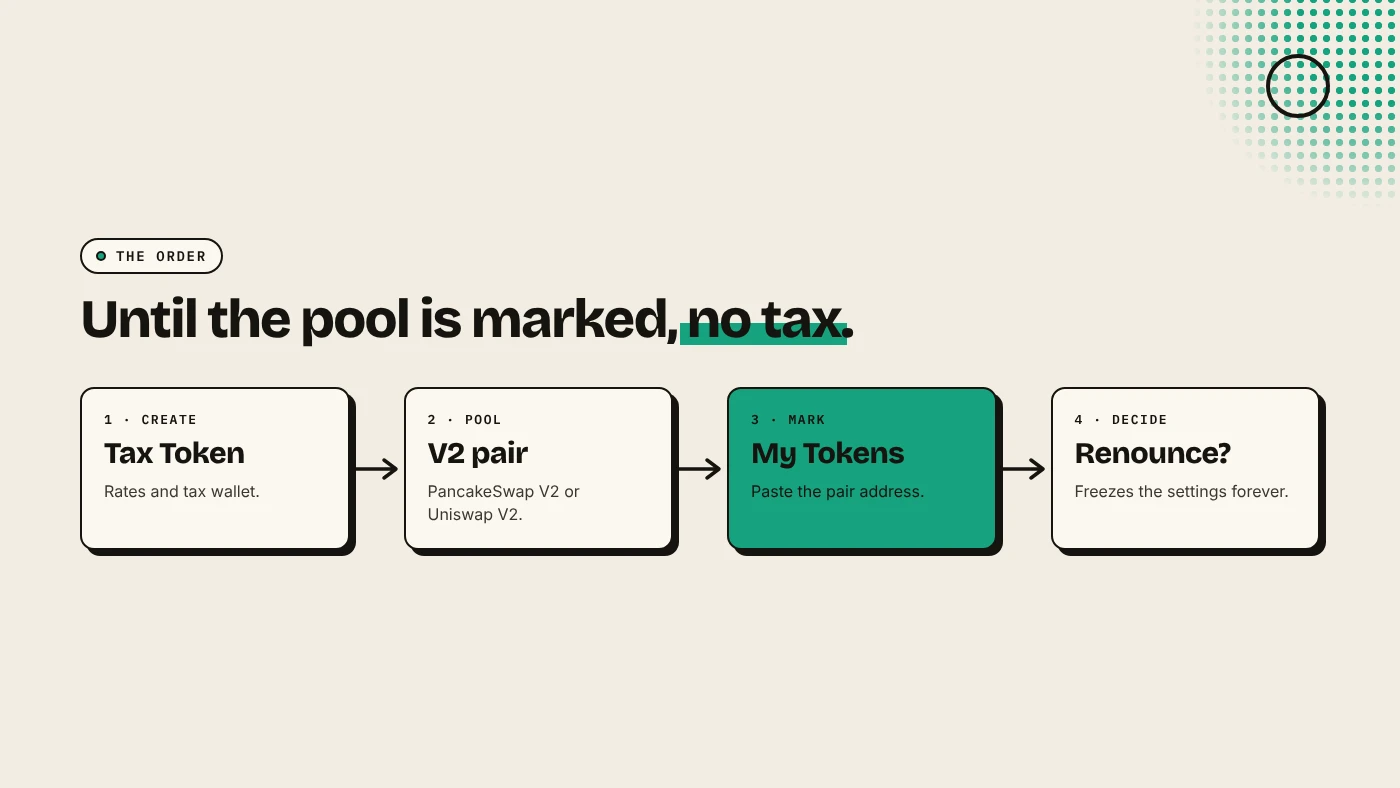 THE ORDER
Until the pool is marked, no tax.
1 · CREATE
Tax Token
Rates and tax wallet.
2 · POOL
V2 pair
PancakeSwap V2 or
Uniswap V2.
3 · MARK
My Tokens
Paste the pair address.
4 · DECIDE
Renounce?
Freezes the settings forever.